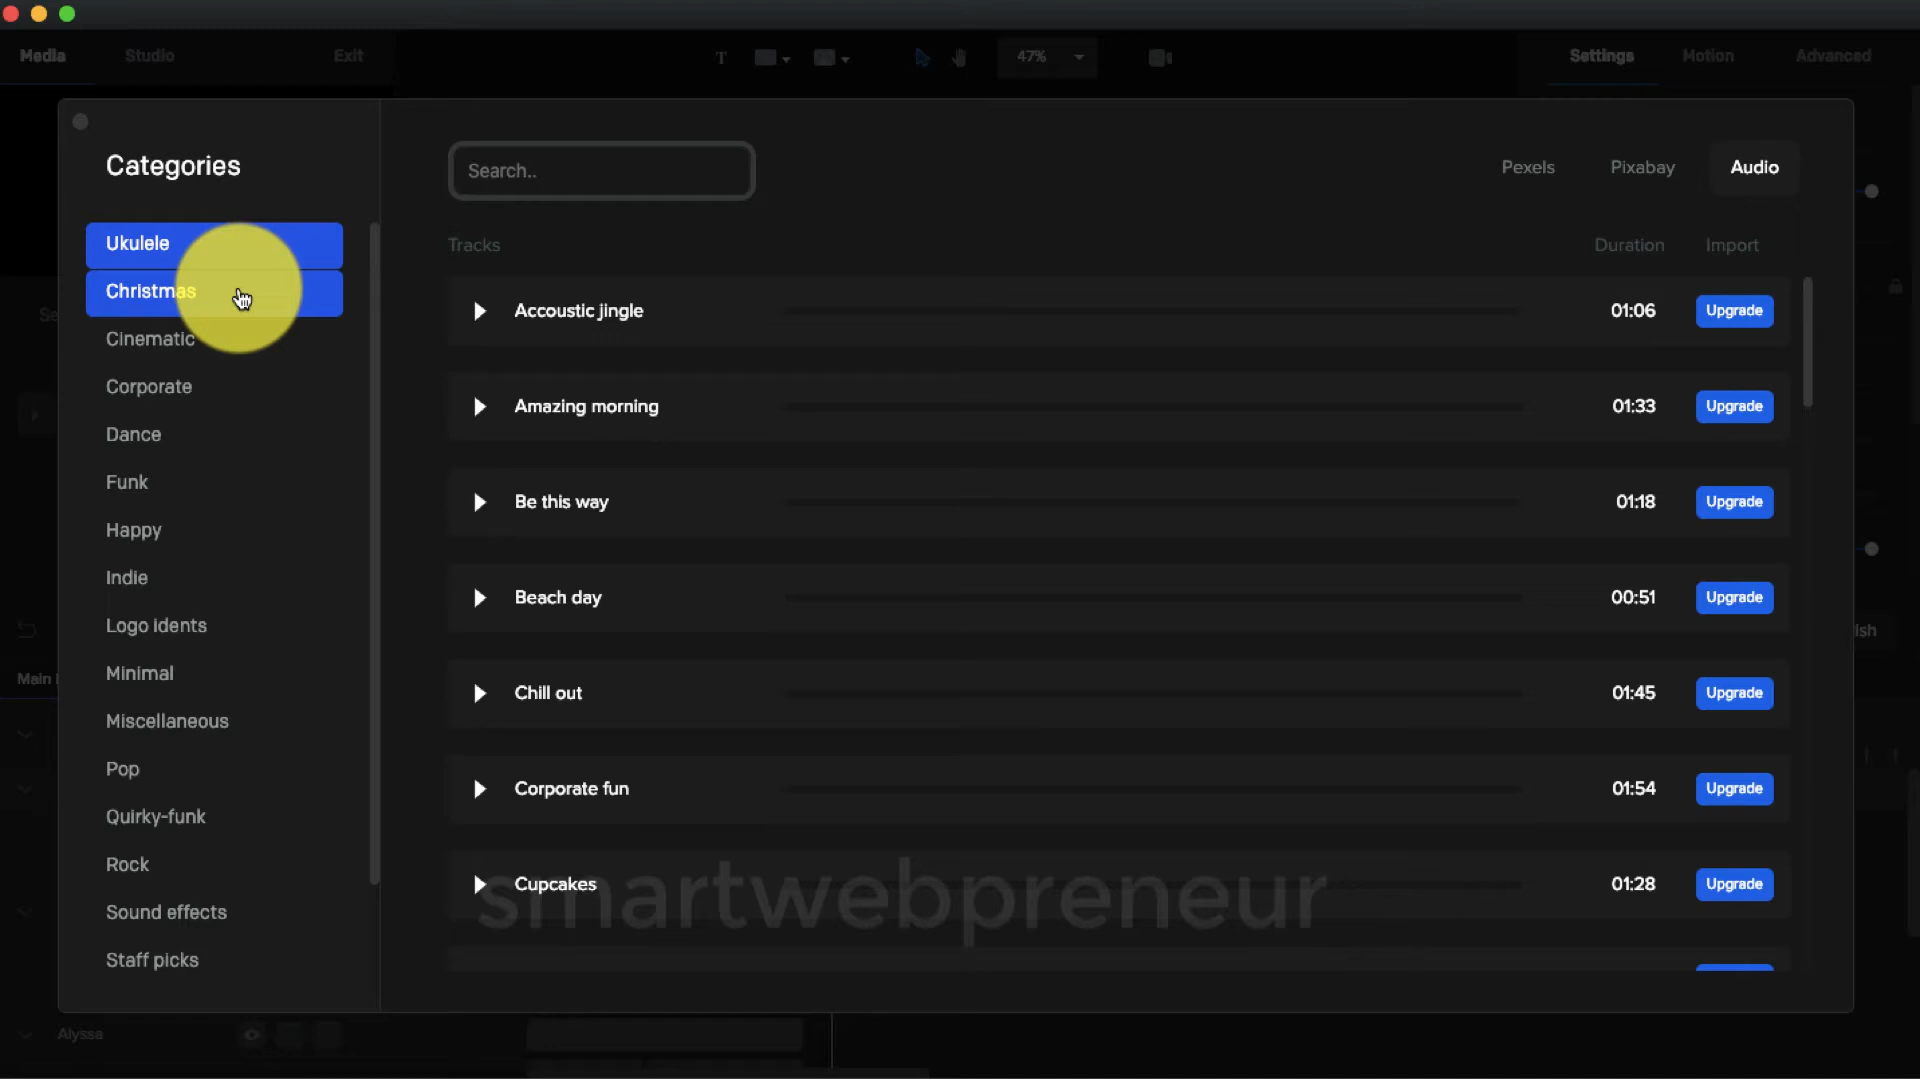 Media Studio Exit T 47% Settings Motion Advanced
Categories
Search..
Pexels Pixabay Audio
Ukulele
Christmas
Cinematic
Corporate
Dance
Funk
Happy
Indie
Logo idents
Minimal
Miscellaneous
Pop
Quirky-funk
Rock
Sound effects
Staff picks
Tracks Duration Import
Accoustic jingle 01:06 Upgrade
Amazing morning 01:33 Upgrade
Be this way 01:18 Upgrade
Beach day 00:51 Upgrade
Chill out 01:45 Upgrade
Corporate fun 01:54 Upgrade
Cupcakes 01:28 Upgrade
smartwebpreneur
Main
Alyssa